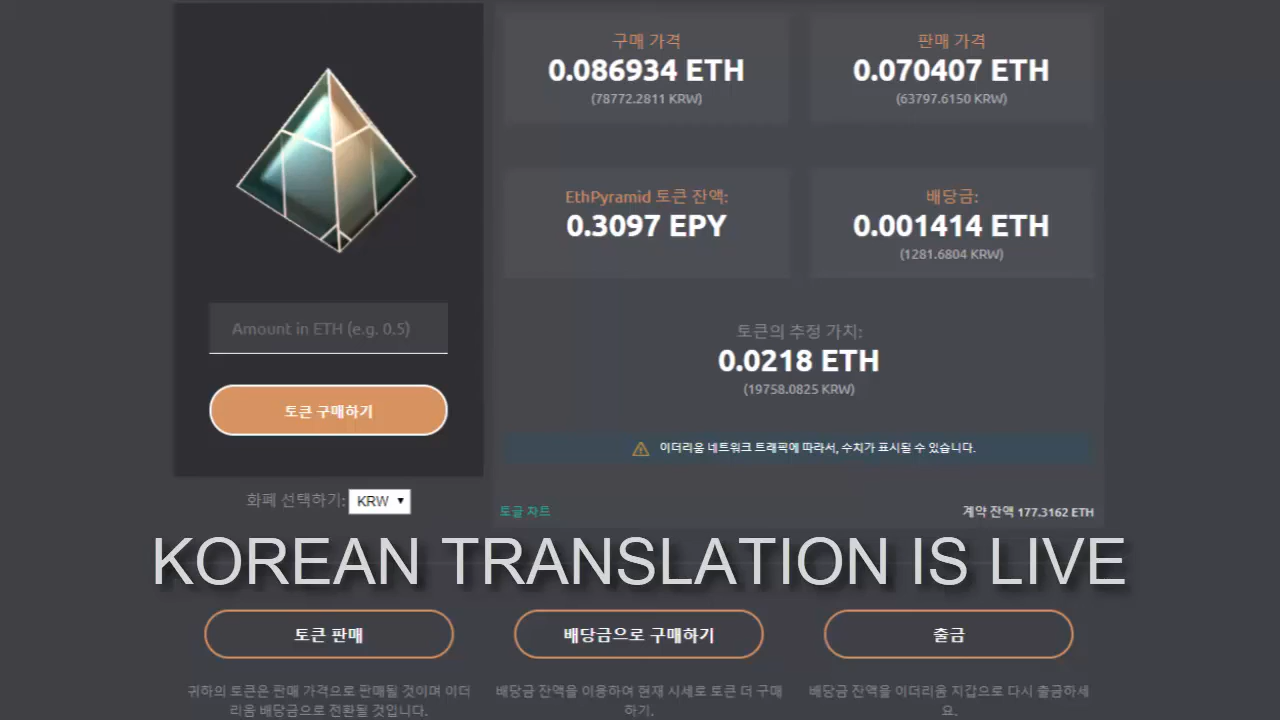 구매 가격
0.086934 ETH
(78772.2811 KRW)
판매 가격
0.070407 ETH
(63797.6150 KRW)
EthPyramid 토큰 잔액:
0.3097 EPY
배당금:
0.001414 ETH
(1281.6804 KRW)
Amount in ETH (e.g. 0.5)
토큰 구매하기
화폐 선택하기: KRW
토큰의 추정 가치:
0.0218 ETH
(19758.0825 KRW)
이더리움 네트워크 트래픽에 따라서, 수치가 표시될 수 있습니다.
토글 차트
계약 잔액 177.3162 ETH
KOREAN TRANSLATION IS LIVE
토큰 판매
귀하의 토큰은 판매 가격으로 판매될 것이며 이더
리움 배당금으로 전환될 것입니다.
배당금으로 구매하기
배당금 잔액을 이용하여 현재 시세로 토큰 더 구매
하기.
출금
배당금 잔액을 이더리움 지갑으로 다시 출금하세
요.